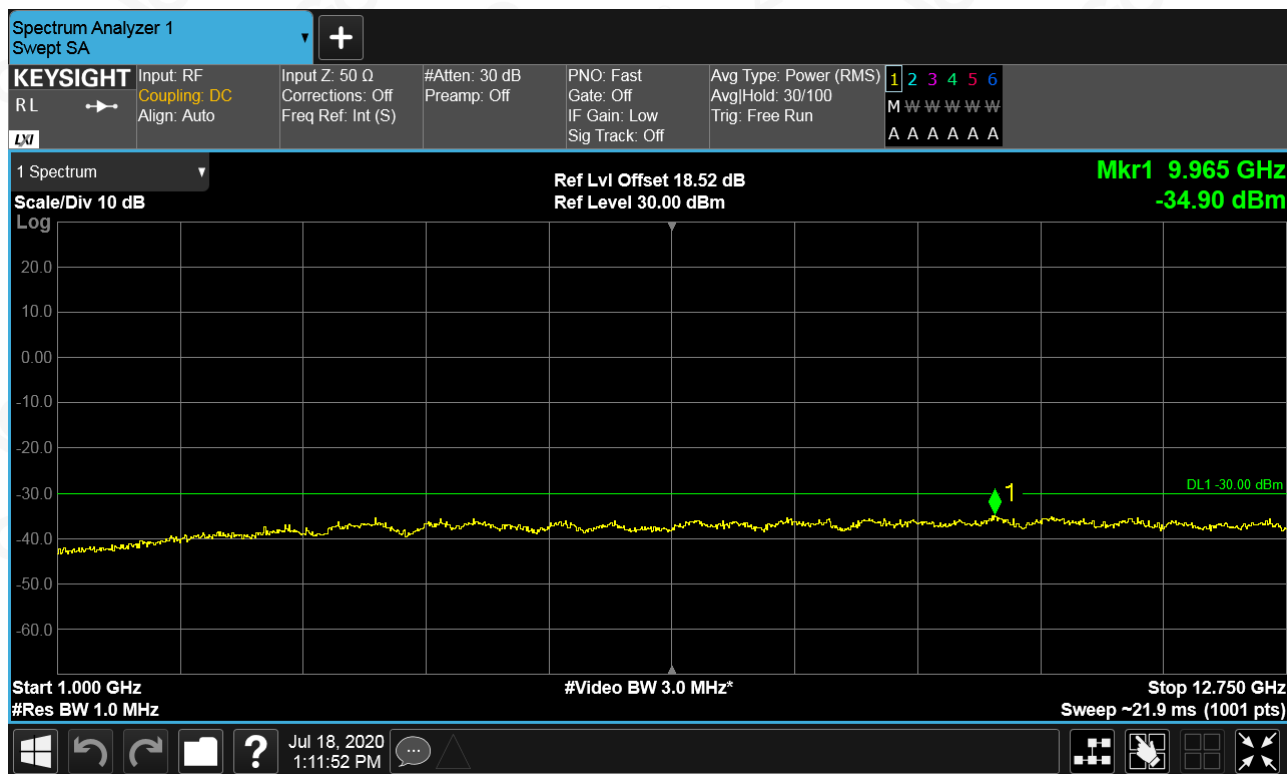 Spectrum Analyzer 1
Swept SA
+
KEYSIGHT
R L
LXI
Input: RF
Coupling: DC
Align: Auto
Input Z: 50 Ω
Corrections: Off
Freq Ref: Int (S)
#Atten: 30 dB
Preamp: Off
PNO: Fast
Gate: Off
IF Gain: Low
Sig Track: Off
Avg Type: Power (RMS)
Avg|Hold: 30/100
Trig: Free Run
1 2 3 4 5 6
M W W W W W
A A A A A A
1 Spectrum
Scale/Div 10 dB
Ref Lvl Offset 18.52 dB
Ref Level 30.00 dBm
Mkr1 9.965 GHz
-34.90 dBm
Log
20.0
10.0
0.00
-10.0
-20.0
-30.0
-40.0
-50.0
-60.0
1
DL1 -30.00 dBm
Start 1.000 GHz
#Res BW 1.0 MHz
#Video BW 3.0 MHz*
Stop 12.750 GHz
Sweep ~21.9 ms (1001 pts)
?
Jul 18, 2020
1:11:52 PM